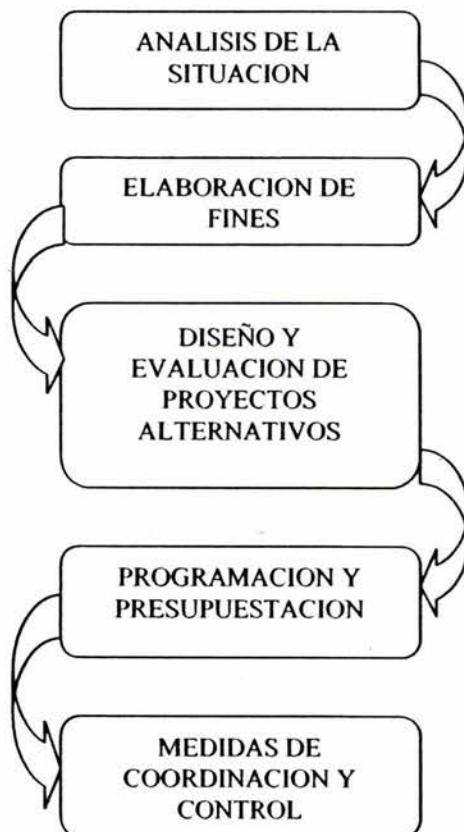 ANALISIS DE LA
SITUACION
ELABORACION DE
FINES
DISEÑO Y
EVALUACION DE
PROYECTOS
ALTERNATIVOS
PROGRAMACION Y
PRESUPUESTACION
MEDIDAS DE
COORDINACION Y
CONTROL